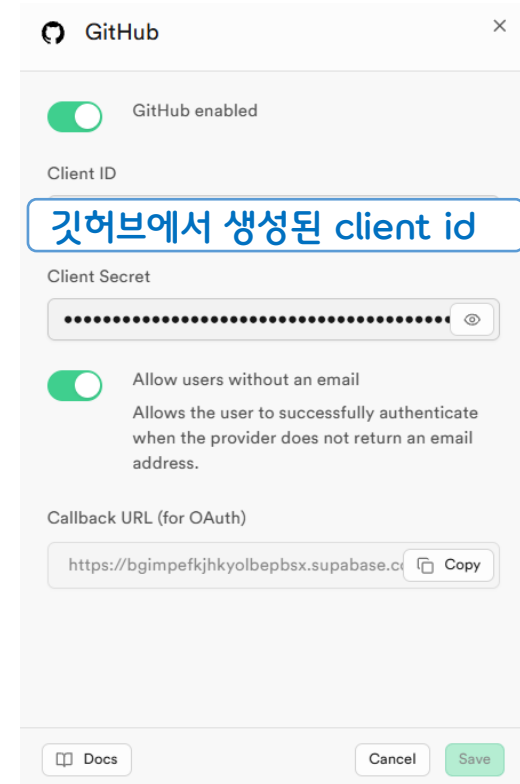 GitHub
GitHub enabled
Client ID
깃허브에서 생성된 client id
Client Secret
Allow users without an email
Allows the user to successfully authenticate
when the provider does not return an email
address.
Callback URL (for OAuth)
https://bgimpefkjhkyolbepbsx.supabase.c
Copy
Docs
Cancel
Save